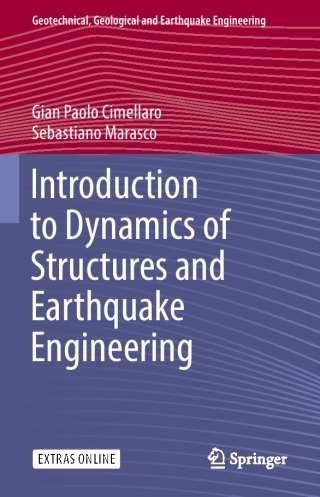 Geotechnical, Geological and Earthquake Engineering
Gian Paolo Cimellaro
Sebastiano Marasco
Introduction
to Dynamics of
Structures and
Earthquake
Engineering
EXTRAS ONLINE
Springer